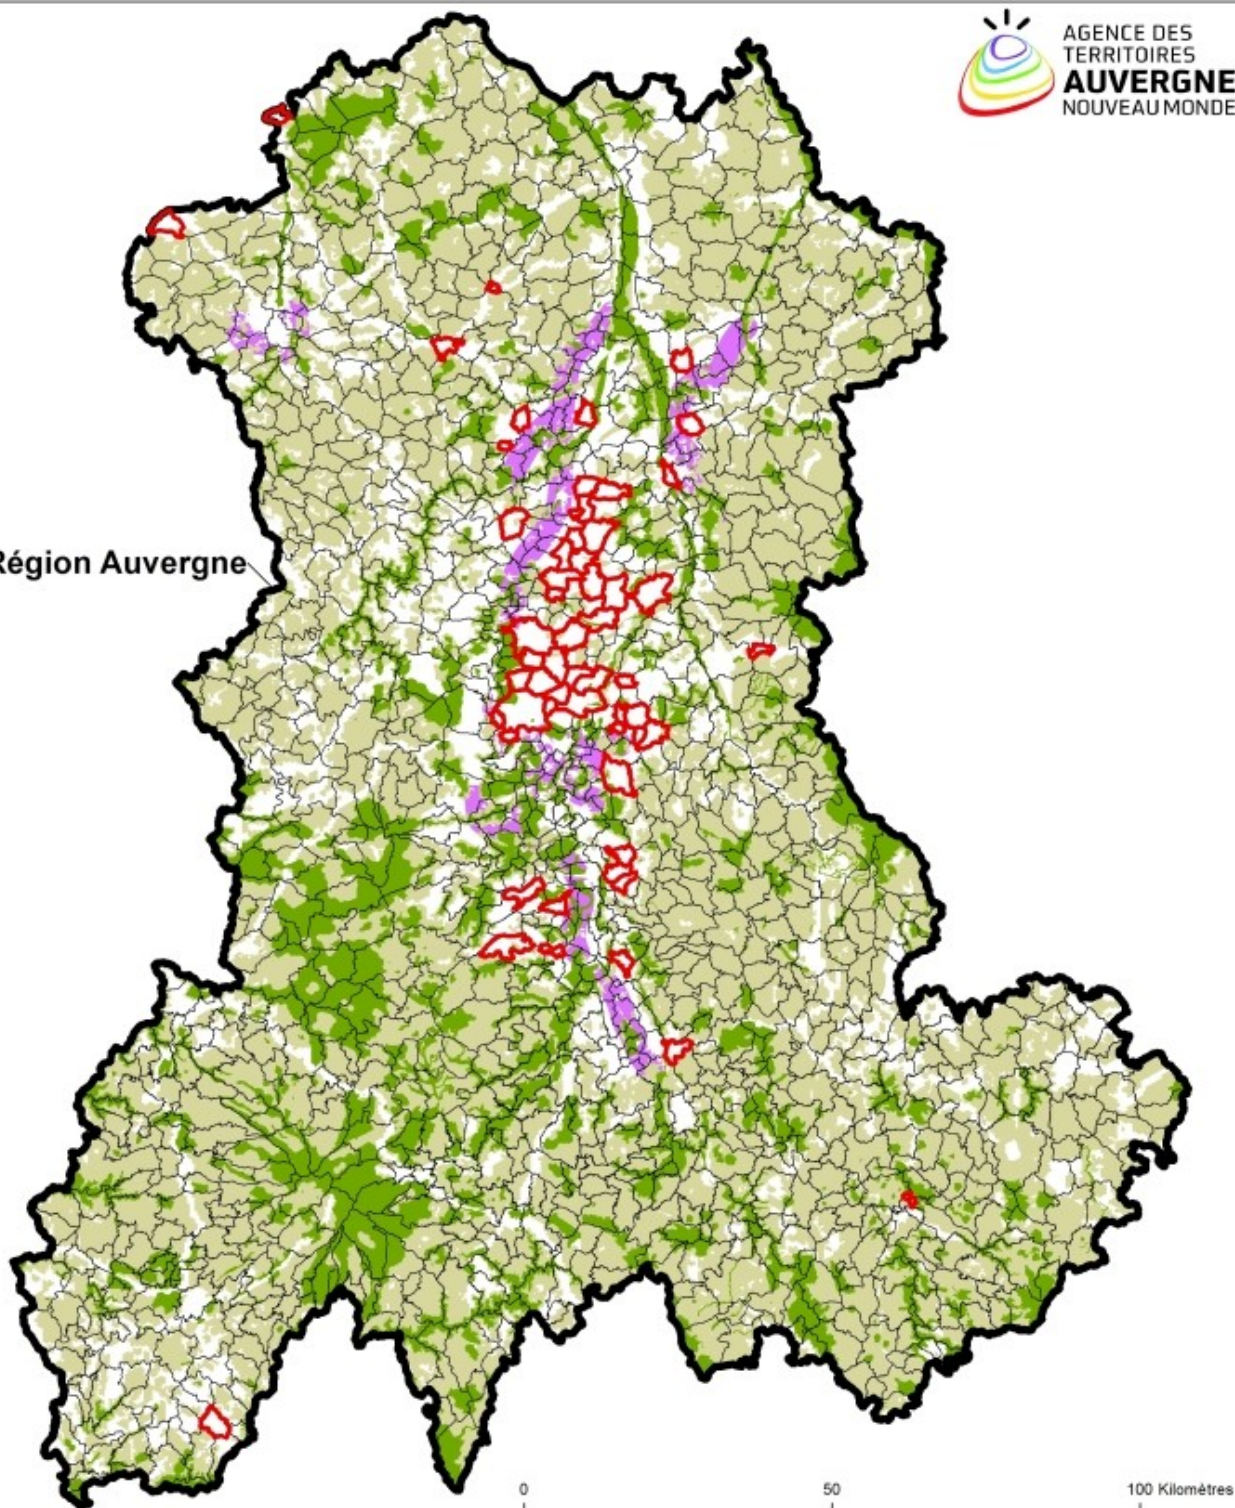 AGENCE DES
TERRITOIRES
AUVERGNE
NOUVEAU MONDE
Région Auvergne
0 50 100 Kilomètres